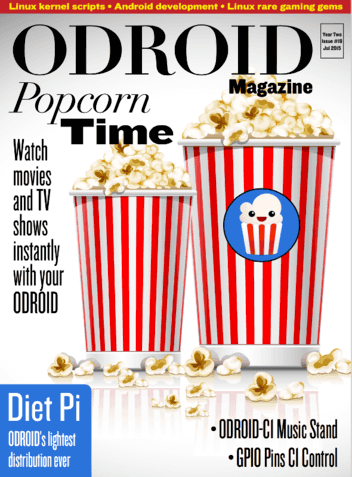 Linux kernel scripts • Android development • Linux rare gaming gems
ODROID
Year Two
Issue #19
Jul 2015
Magazine
Popcorn
Time
Watch
movies
and TV
shows
instantly
with your
ODROID
Diet Pi
ODROID's lightest
distribution ever
• ODROID-C1 Music Stand
• GPIO Pins C1 Control